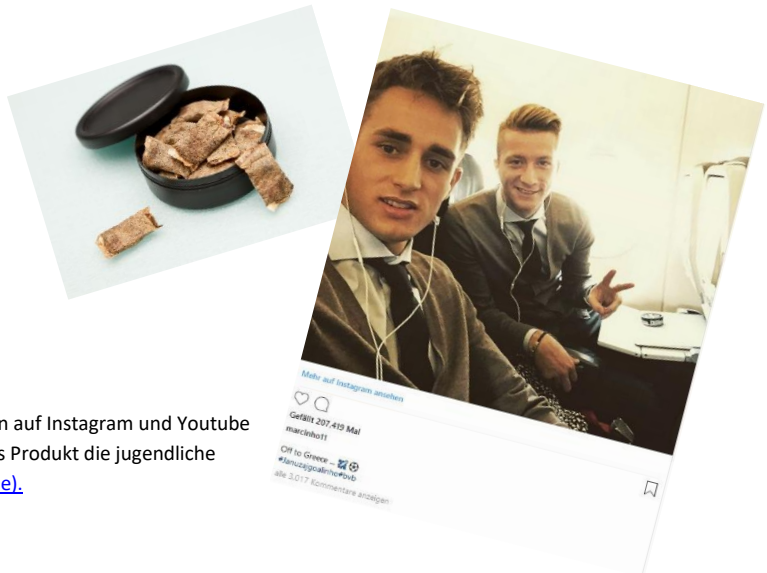 n auf Instagram und Youtube
s Produkt die jugendliche
e).
Mehr auf Instagram ansehen
Gefällt 207,419 Mal
marcinho11
Off to Greece ...
#Januzajgoalinho#bvb
alle 3,017 Kommentare anzeigen